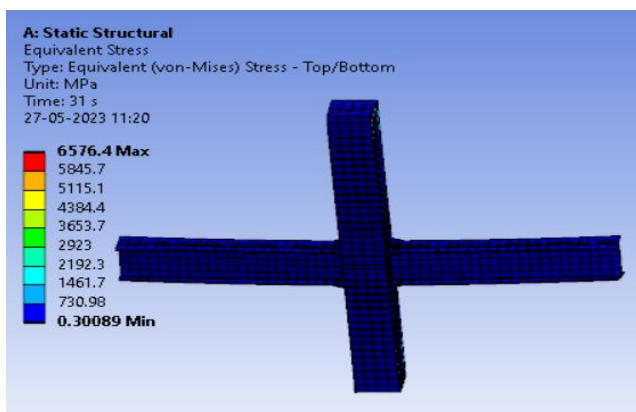 A: Static Structural
Equivalent Stress
Type: Equivalent (von-Mises) Stress - Top/Bottom
Unit: MPa
Time: 31 s
27-05-2023 11:20
6576.4 Max
5845.7
5115.1
4384.4
3653.7
2923
2192.3
1461.7
730.98
0.30089 Min